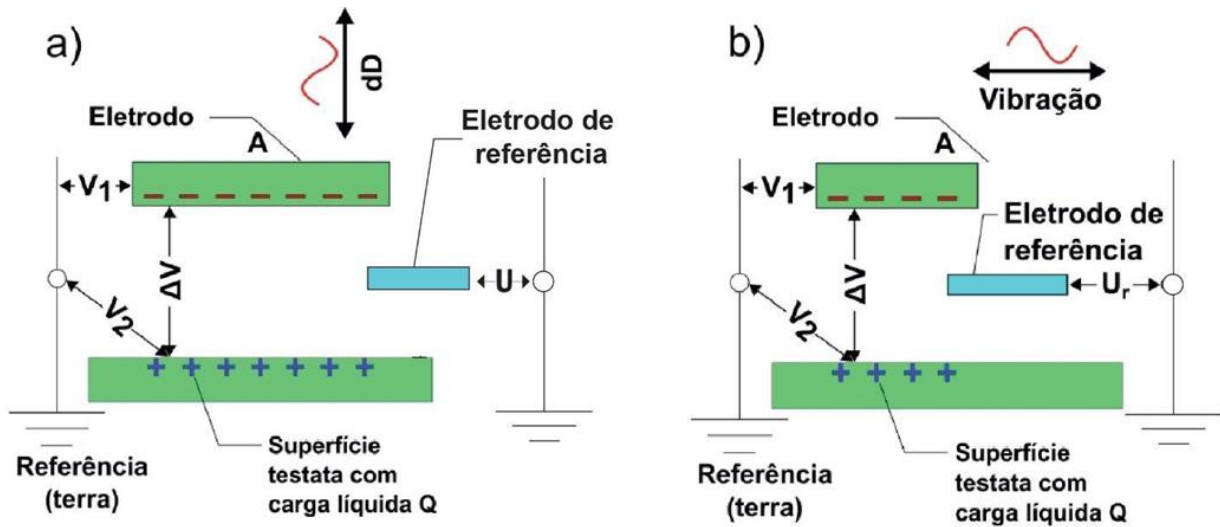 a)
dD
Eletrodo
A
Eletrodo de
referência
V1
ΔV
U
V2
Referência
(terra)
Superfície
testata com
carga líquida Q
b)
Vibração
Eletrodo
A
V1
Eletrodo de
referência
ΔV
Ur
V2
Referência
(terra)
Superfície
testata com
carga líquida Q